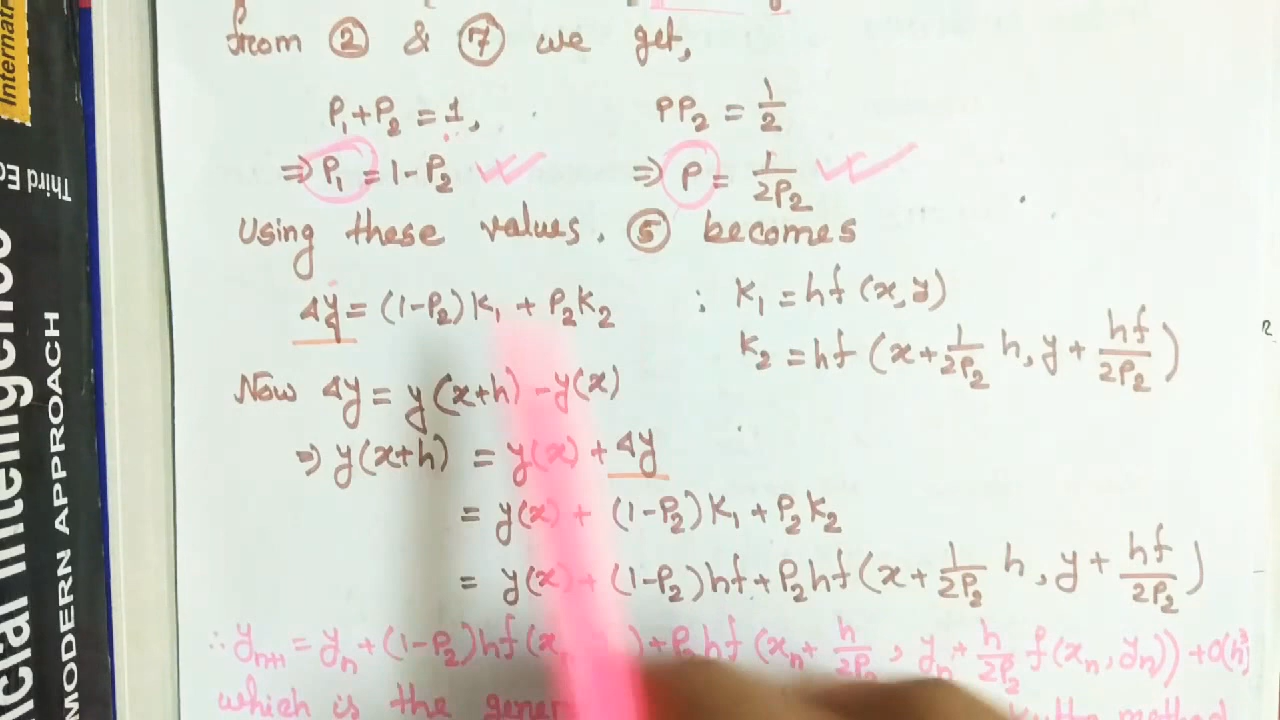 from ② & ⑦ we get,
P₁+P₂ = 1, PP₂ = 1/2
⇒ P₁ = 1-P₂ ⇒ P = 1/2P₂
Using these values, ⑤ becomes
Δy = (1-P₂)K₁ + P₂K₂ ; K₁ = hf(x,y)
K₂ = hf(x+1/2P₂ h, y+hf/2P₂)
Now Δy = y(x+h) - y(x)
⇒ y(x+h) = y(x) + Δy
= y(x) + (1-P₂)K₁ + P₂K₂
= y(x) + (1-P₂)hf + P₂hf(x+1/2P₂ h, y+hf/2P₂)
∴ yₙ₊₁ = yₙ + (1-P₂)hf(xₙ ) + P₂hf(xₙ+h/2P₂, yₙ+h/2P₂ f(xₙ,yₙ)) + O(h³)
which is the method
Third
MODERN APPROACH